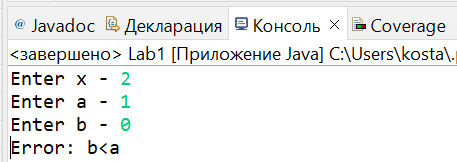 Javadoc Декларация Консоль Coverage
<завершено> Lab1 [Приложение Java] C:\Users\kosta\.p
Enter x - 2
Enter a - 1
Enter b - 0
Error: b<a